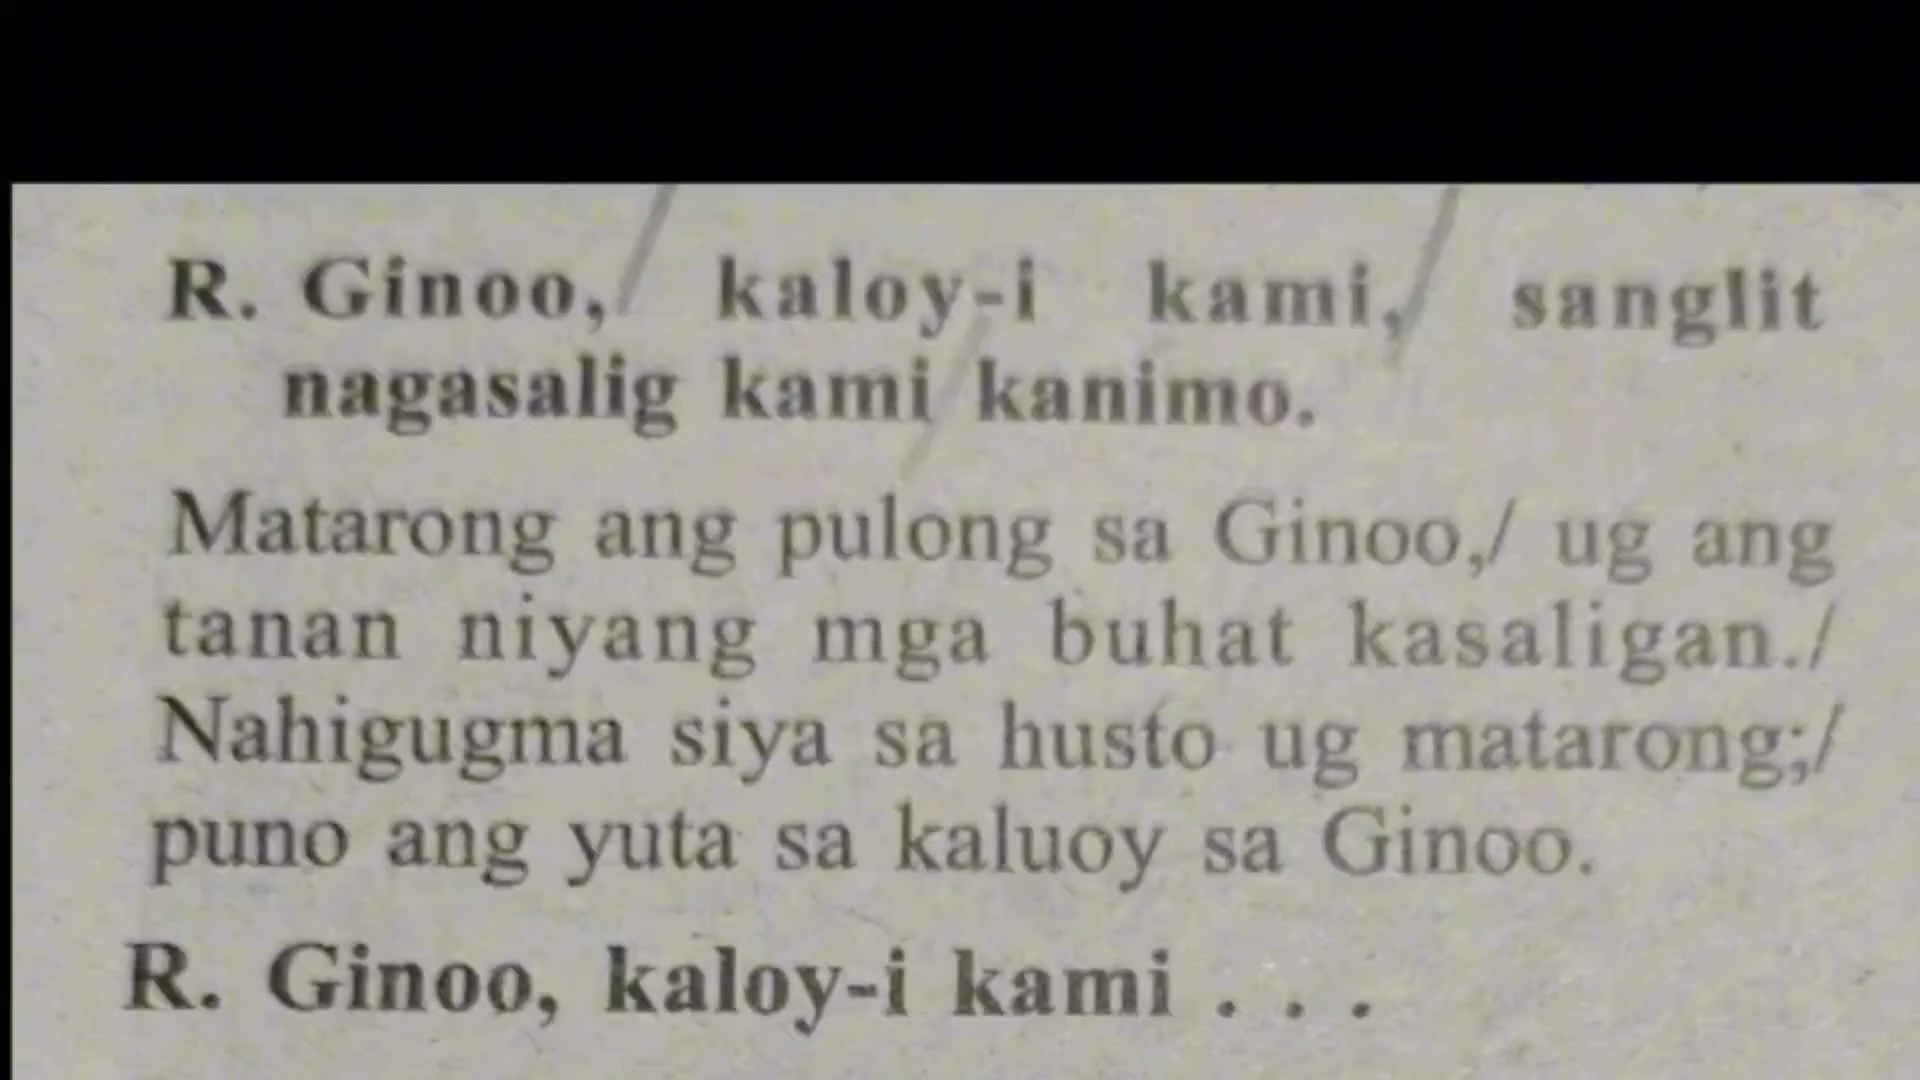 R. Ginoo, kaloy-i kami, sanglit
nagasalig kami kanimo.
Matarong ang pulong sa Ginoo,/ ug ang
tanan niyang mga buhat kasaligan./
Nahigugma siya sa husto ug matarong;/
puno ang yuta sa kaluoy sa Ginoo.
R. Ginoo, kaloy-i kami . . .